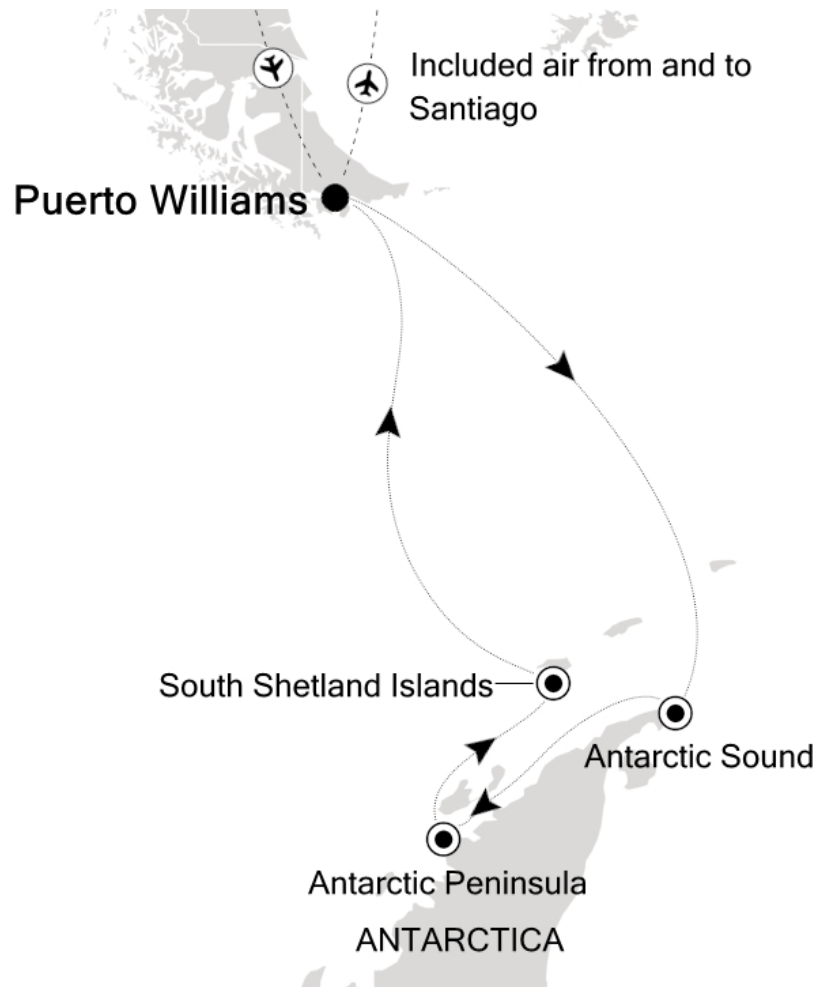 Included air from and to
Santiago
Puerto Williams
South Shetland Islands
Antarctic Sound
Antarctic Peninsula
ANTARCTICA